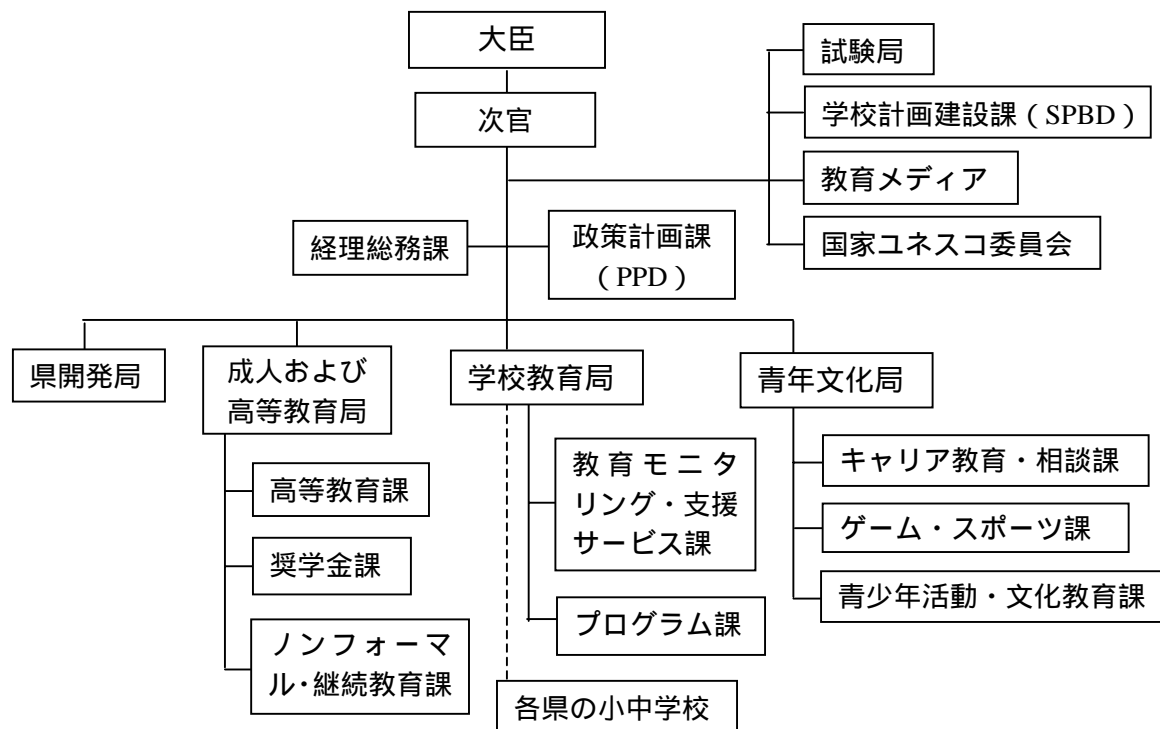 大臣
次官
試験局
学校計画建設課（SPBD）
教育メディア
国家ユネスコ委員会
経理総務課
政策計画課
（PPD）
県開発局
成人および
高等教育局
学校教育局
青年文化局
高等教育課
奨学金課
ノンフォーマ
ル・継続教育課
教育モニタ
リング・支援
サービス課
プログラム課
各県の小中学校
キャリア教育・相談課
ゲーム・スポーツ課
青少年活動・文化教育課